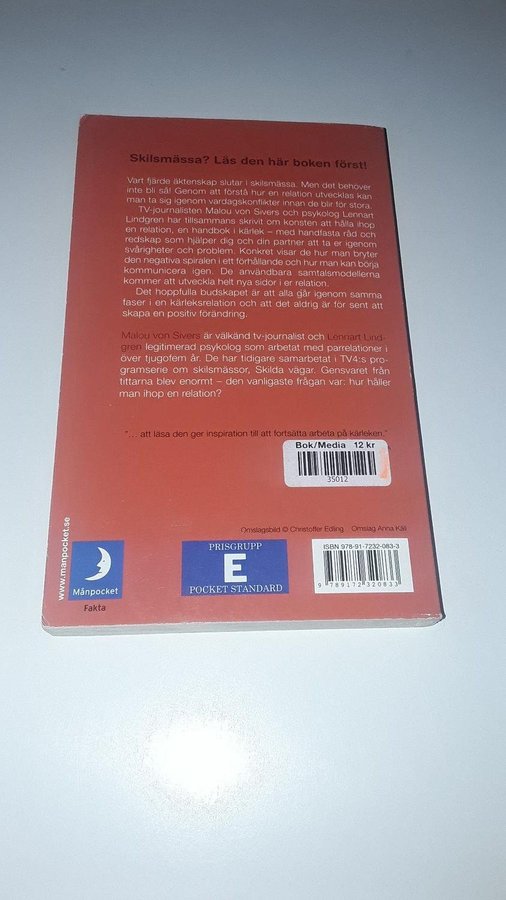 Skilsmässa? Läs den här boken först!
Vart fjärde äktenskap slutar i skilsmässa. Men det behöver
inte bli så! Genom att förstå hur en relation utvecklas kan
man ta sig igenom vardagskonflikter innan de blir för stora.
TV-journalisten Malou von Sivers och psykolog Lennart
Lindgren har tillsammans skrivit om konsten att hålla ihop
en relation, en handbok i kärlek – med handfasta råd och
redskap som hjälper dig och din partner att ta er igenom
svårigheter och problem. Konkret visar de hur man bryter
den negativa spiralen i ett förhållande och hur man kan börja
kommunicera igen. De användbara samtalsmodellerna
kommer att utveckla helt nya sidor i er relation.
Det hoppfulla budskapet är att alla går igenom samma
faser i en kärleksrelation och att det aldrig är för sent att
skapa en positiv förändring.
Malou von Sivers är välkänd tv-journalist och Lennart Lind-
gren legitimerad psykolog som arbetat med parrelationer i
över tjugofem år. De har tidigare samarbetat i TV4:s pro-
gramserie om skilsmässor, Skilda vägar. Gensvaret från
tittarna blev enormt – den vanligaste frågan var: hur håller
man ihop en relation?
"... att läsa den ger inspiration till att fortsätta arbeta på kärleken."
Bok/Media 12 kr
35012
Omslagsbild © Christoffer Edling Omslag Anna Käll
www.manpocket.se
Månpocket
Fakta
PRISGRUPP
E
POCKET STANDARD
ISBN 978-91-7232-083-3
9 789172 320833